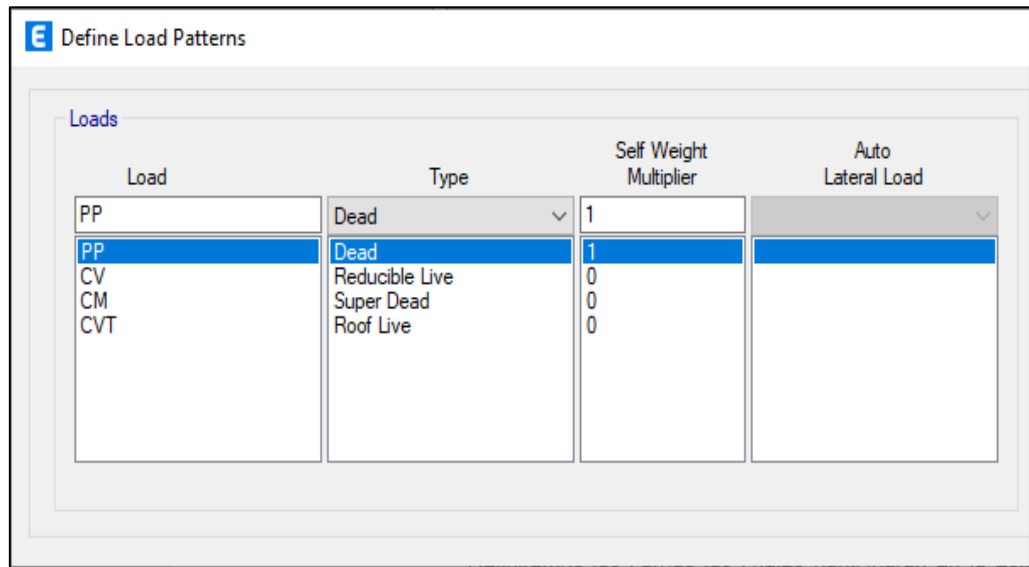 E Define Load Patterns
Loads
Load Type Self Weight Multiplier Auto Lateral Load
PP Dead 1
PP Dead 1
CV Reducible Live 0
CM Super Dead 0
CVT Roof Live 0